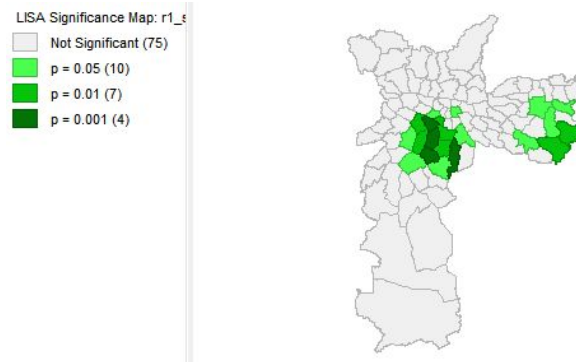 LISA Significance Map: r1_s
Not Significant (75)
p = 0.05 (10)
p = 0.01 (7)
p = 0.001 (4)